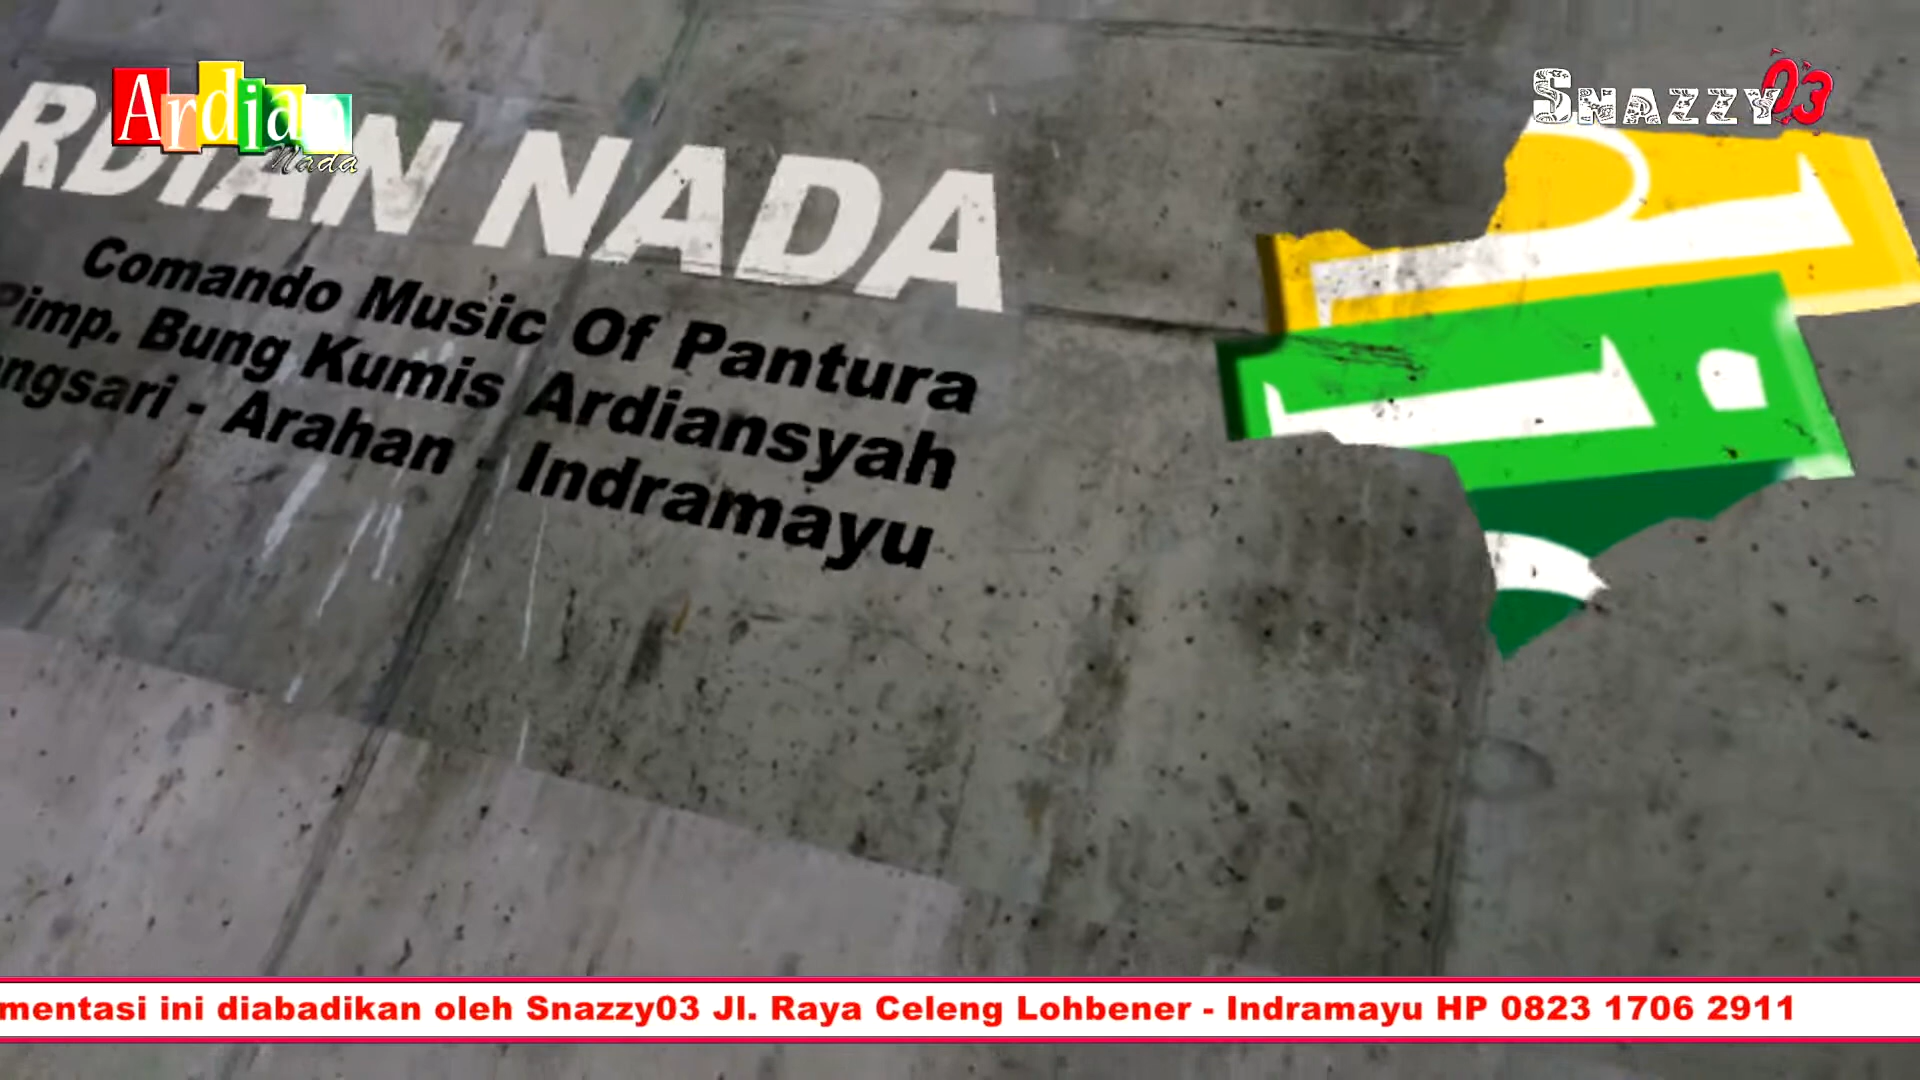 Ardian
Nada
Snazzy03
RDIAN NADA
Comando Music Of Pantura
Pimp. Bung Kumis Ardiansyah
ngsari - Arahan - Indramayu
mentasi ini diabadikan oleh Snazzy03 Jl. Raya Celeng Lohbener - Indramayu HP 0823 1706 2911